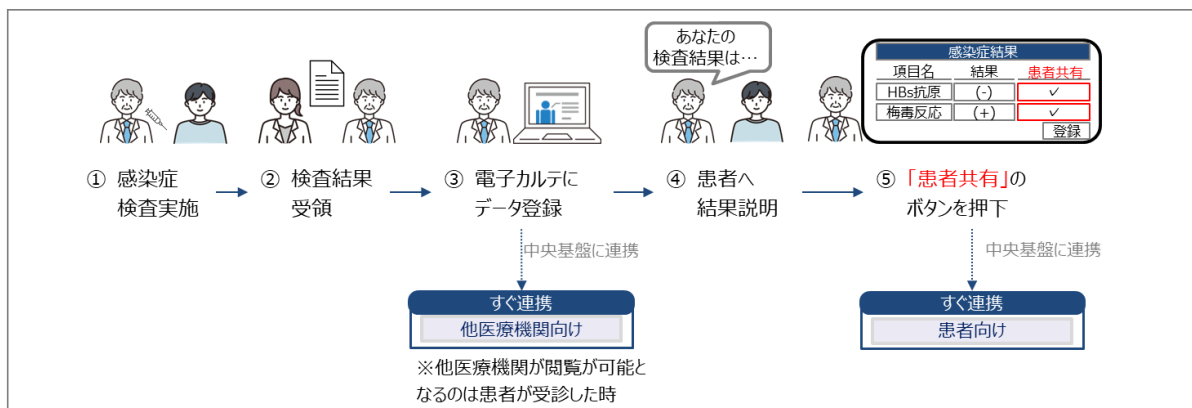 あなたの
検査結果は…
感染症結果
項目名 結果 患者共有
HBs抗原 (-) ✓
梅毒反応 (+) ✓
登録
① 感染症
検査実施
② 検査結果
受領
③ 電子カルテに
データ登録
④ 患者へ
結果説明
⑤ 「患者共有」の
ボタンを押下
中央基盤に連携
中央基盤に連携
すぐ連携
他医療機関向け
すぐ連携
患者向け
※他医療機関が閲覧が可能と
なるのは患者が受診した時